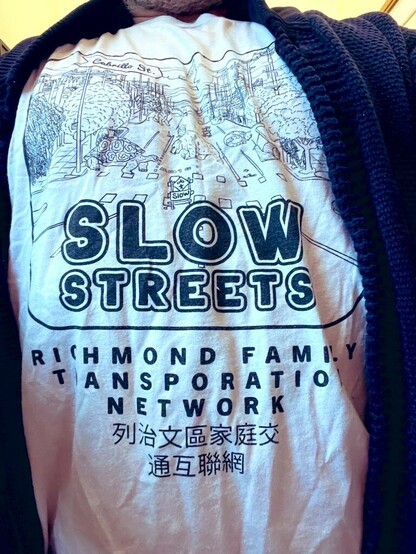 Cabrillo St.
SLOW
SLOW
STREETS
RICHMOND FAMILY
TRANSPORATION
NETWORK
列治文區家庭交
通互聯網